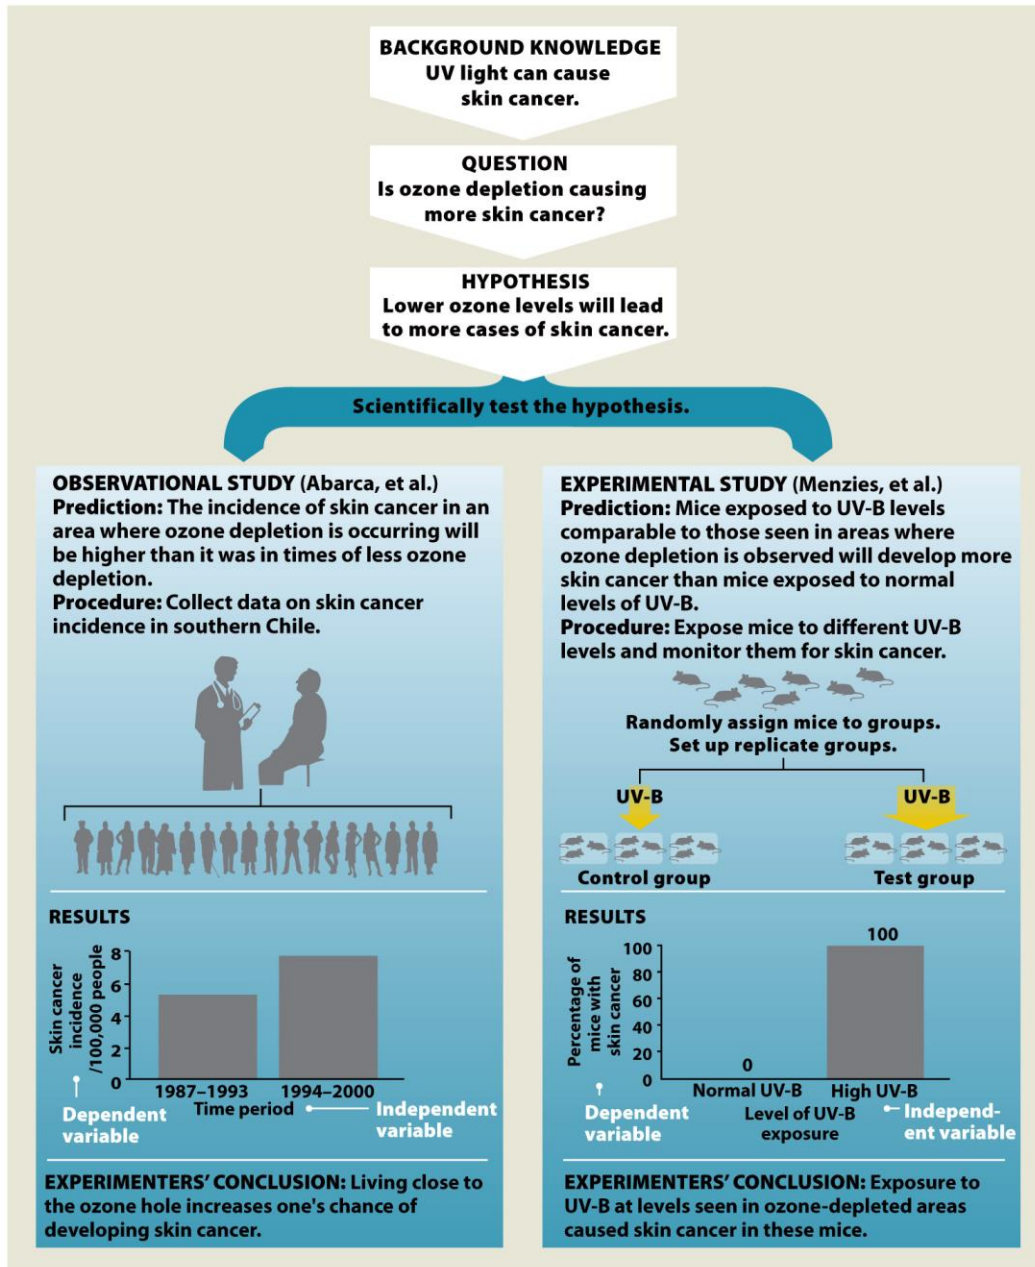 BACKGROUND KNOWLEDGE
UV light can cause
skin cancer.
QUESTION
Is ozone depletion causing
more skin cancer?
HYPOTHESIS
Lower ozone levels will lead
to more cases of skin cancer.
Scientifically test the hypothesis.
OBSERVATIONAL STUDY (Abarca, et al.)
Prediction: The incidence of skin cancer in an
area where ozone depletion is occurring will
be higher than it was in times of less ozone
depletion.
Procedure: Collect data on skin cancer
incidence in southern Chile.
RESULTS
Skin cancer
incidence
/100,000 people
8
6
4
2
0
1987–1993
1994–2000
Time period
Dependent
variable
Independent
variable
EXPERIMENTERS’ CONCLUSION: Living close to
the ozone hole increases one's chance of
developing skin cancer.
EXPERIMENTAL STUDY (Menzies, et al.)
Prediction: Mice exposed to UV-B levels
comparable to those seen in areas where
ozone depletion is observed will develop more
skin cancer than mice exposed to normal
levels of UV-B.
Procedure: Expose mice to different UV-B
levels and monitor them for skin cancer.
Randomly assign mice to groups.
Set up replicate groups.
UV-B
UV-B
Control group
Test group
RESULTS
Percentage of
mice with
skin cancer
100
80
60
40
20
0
0
100
Normal UV-B
High UV-B
Level of UV-B
exposure
Dependent
variable
Independ-
ent variable
EXPERIMENTERS’ CONCLUSION: Exposure to
UV-B at levels seen in ozone-depleted areas
caused skin cancer in these mice.